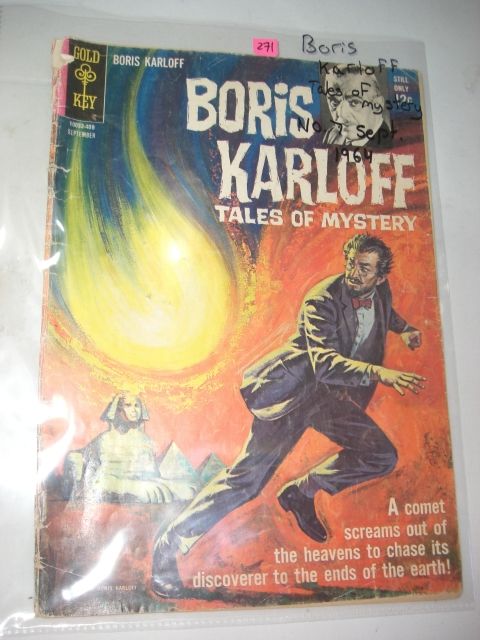 GOLD
KEY
BORIS KARLOFF
SEPTEMBER
271
Boris
Karloff
Tales of
mystery
No. 7 Sept.
1964
STILL
ONLY
12¢
BORIS
KARLOFF
TALES OF MYSTERY
A comet
screams out of
the heavens to chase its
discoverer to the ends of the earth!
BORIS KARLOFF